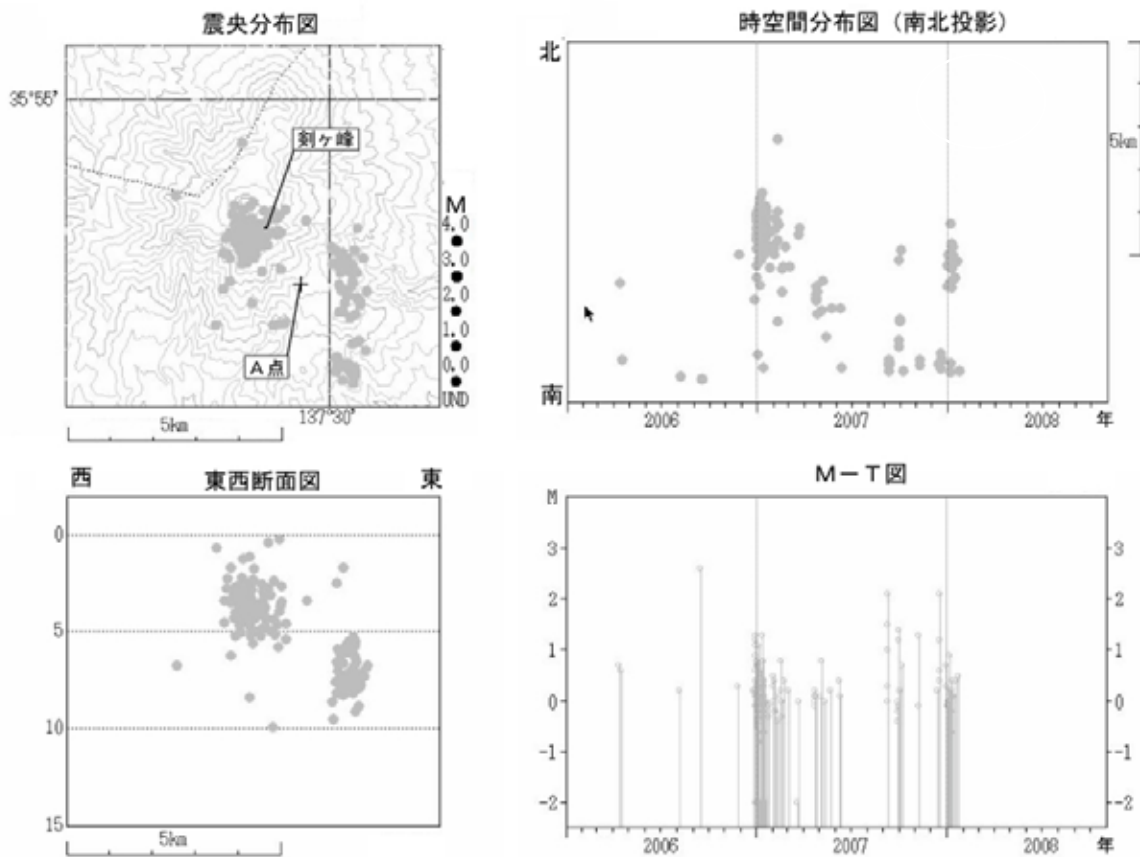 震央分布図
35°55'
剣ヶ峰
A点
M
4.0
3.0
2.0
1.0
0.0
UND
137°30'
5km
時空間分布図（南北投影）
北
南
5km
2006
2007
2008
年
西
東西断面図
東
0
5
10
15
5km
M－T図
M
3
2
1
0
-1
-2
3
2
1
0
-1
-2
2006
2007
2008
年